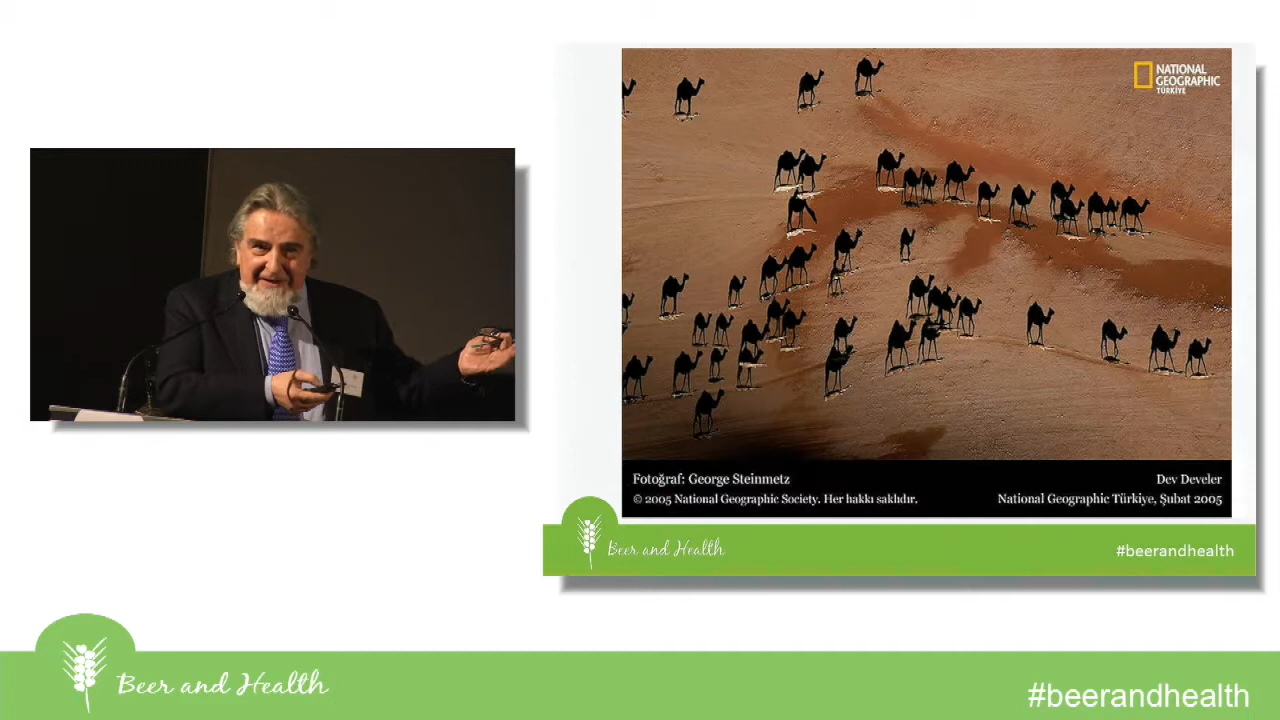 NATIONAL
GEOGRAPHIC
TÜRKİYE
Fotoğraf: George Steinmetz
Dev Develer
© 2005 National Geographic Society. Her hakkı saklıdır.
National Geographic Türkiye, Şubat 2005
Beer and Health
#beerandhealth
Beer and Health
#beerandhealth